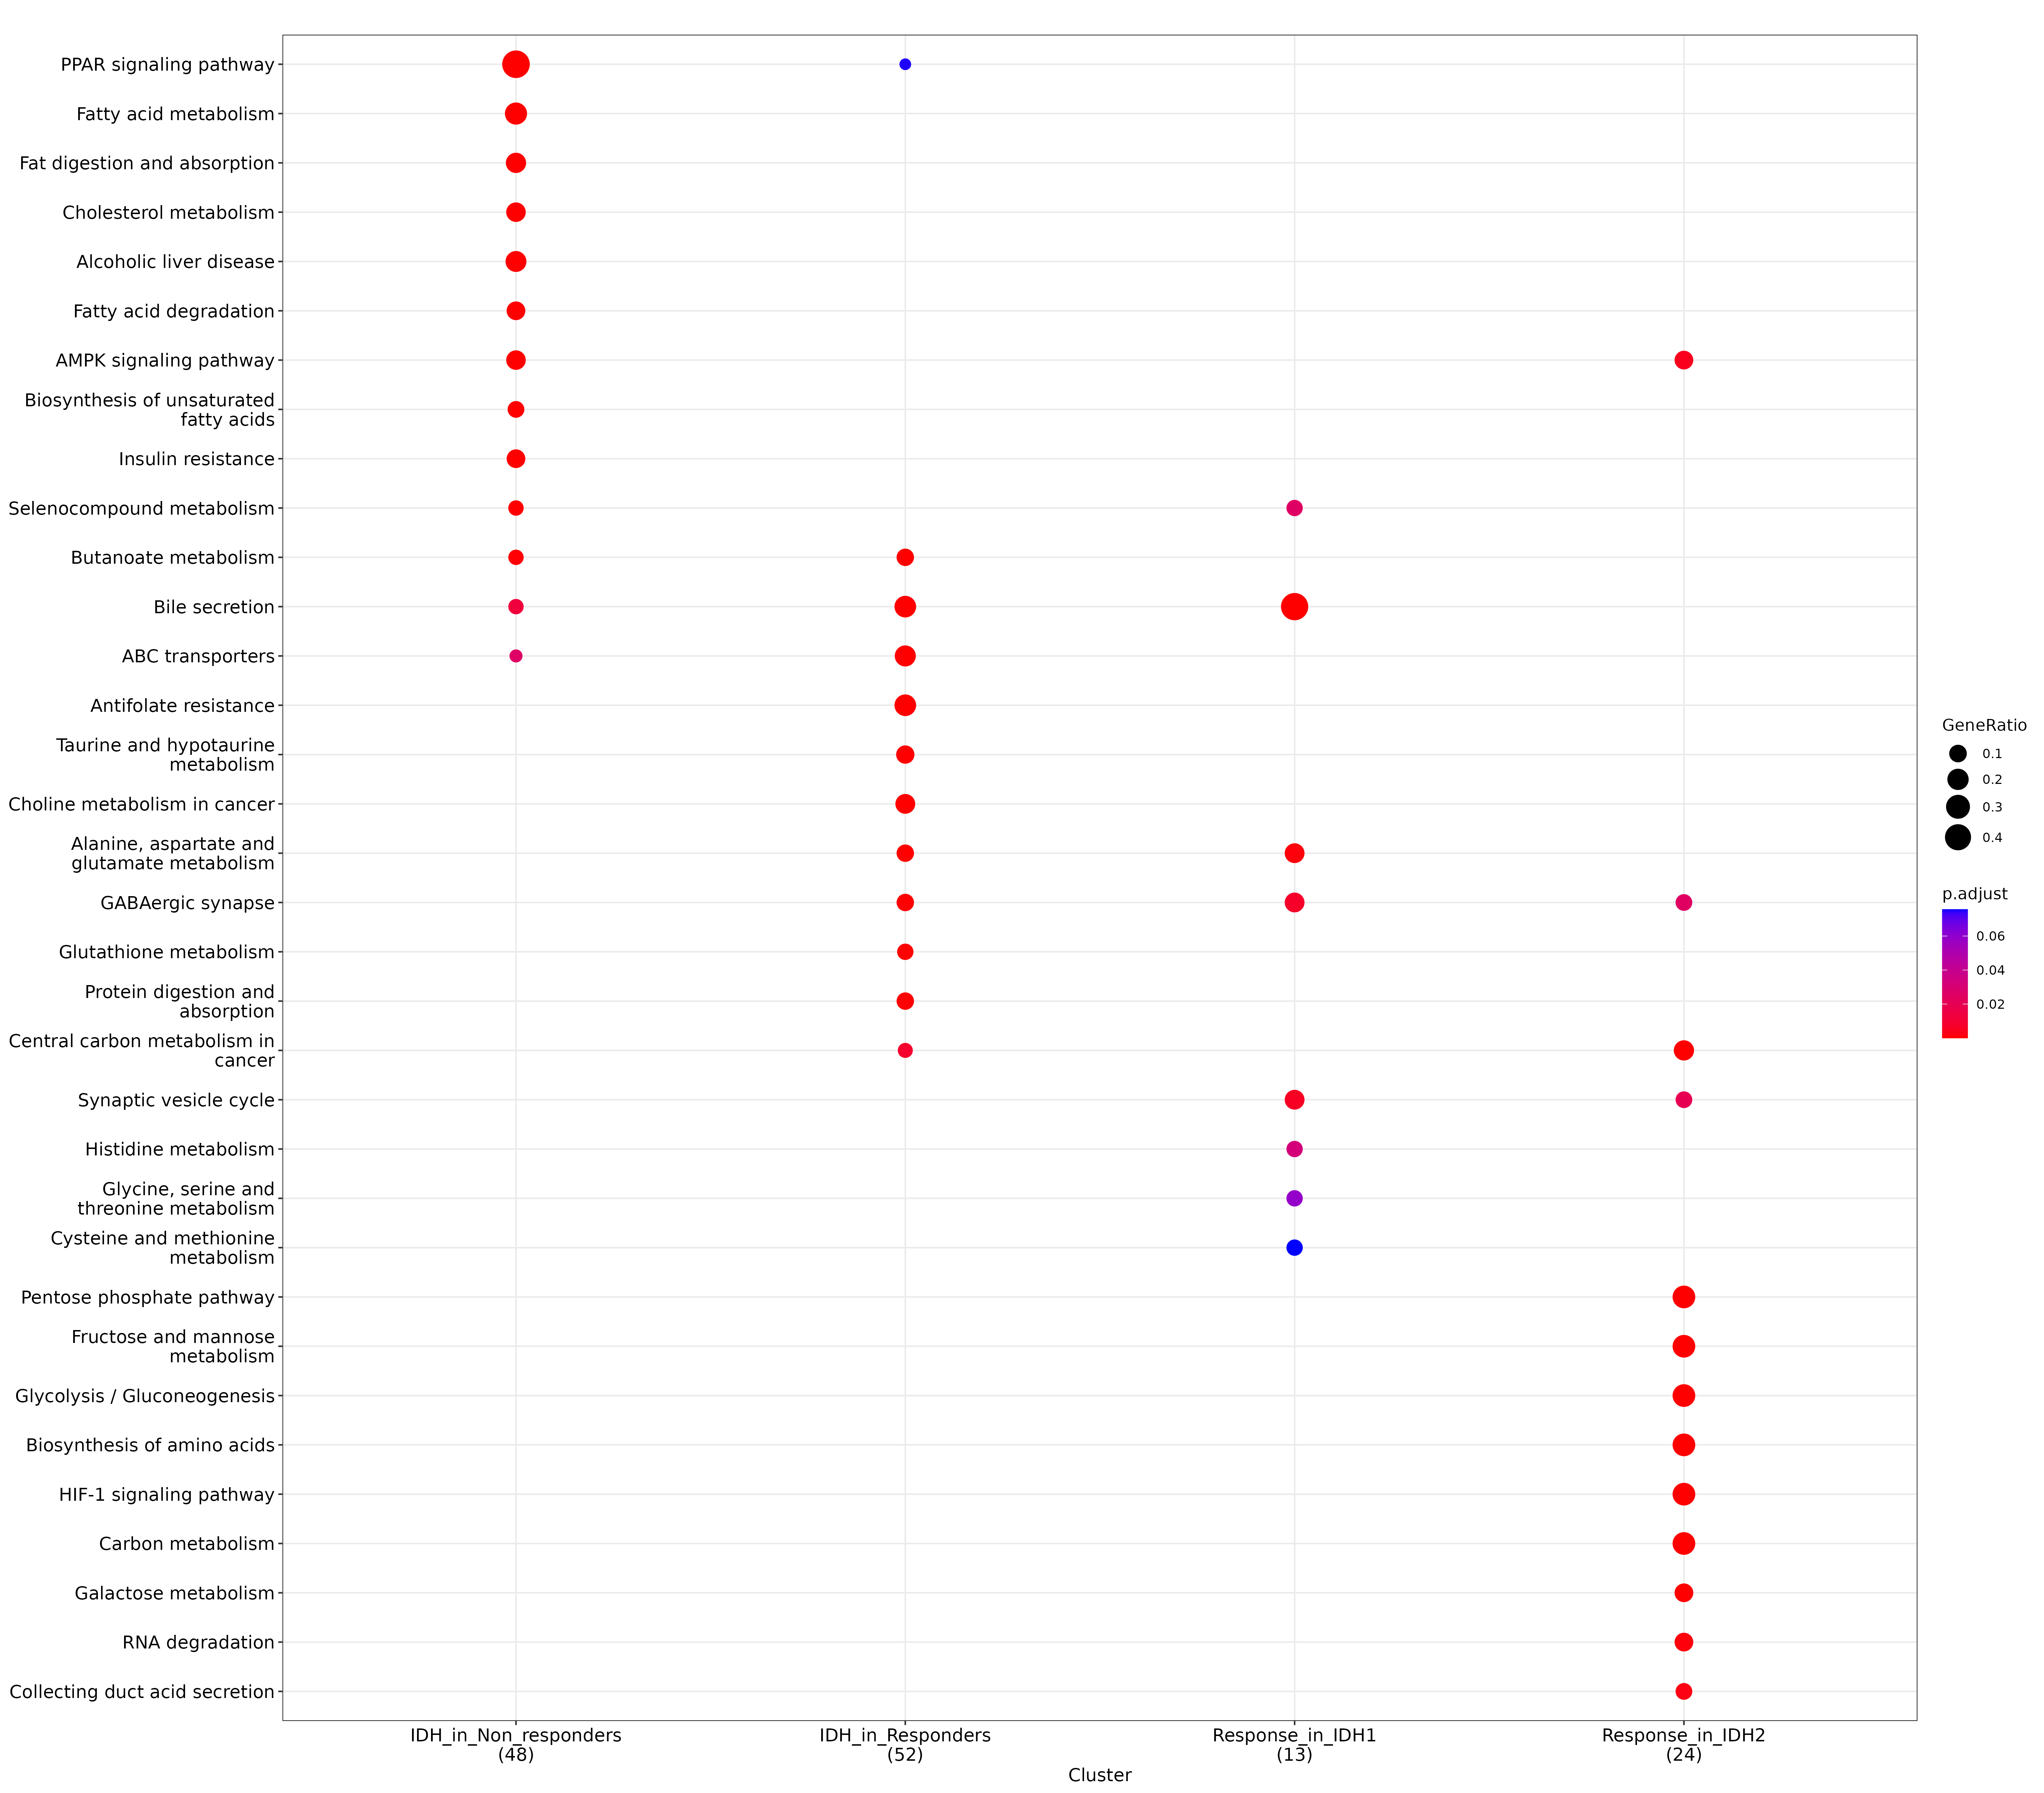 PPAR signaling pathway
Fatty acid metabolism
Fat digestion and absorption
Cholesterol metabolism
Alcoholic liver disease
Fatty acid degradation
AMPK signaling pathway
Biosynthesis of unsaturated
fatty acids
Insulin resistance
Selenocompound metabolism
Butanoate metabolism
Bile secretion
ABC transporters
Antifolate resistance
Taurine and hypotaurine
metabolism
Choline metabolism in cancer
Alanine, aspartate and
glutamate metabolism
GABAergic synapse
Glutathione metabolism
Protein digestion and
absorption
Central carbon metabolism in
cancer
Synaptic vesicle cycle
Histidine metabolism
Glycine, serine and
threonine metabolism
Cysteine and methionine
metabolism
Pentose phosphate pathway
Fructose and mannose
metabolism
Glycolysis / Gluconeogenesis
Biosynthesis of amino acids
HIF-1 signaling pathway
Carbon metabolism
Galactose metabolism
RNA degradation
Collecting duct acid secretion
IDH_in_Non_responders
(48)
IDH_in_Responders
(52)
Response_in_IDH1
(13)
Response_in_IDH2
(24)
Cluster
GeneRatio
0.1
0.2
0.3
0.4
p.adjust
0.06
0.04
0.02